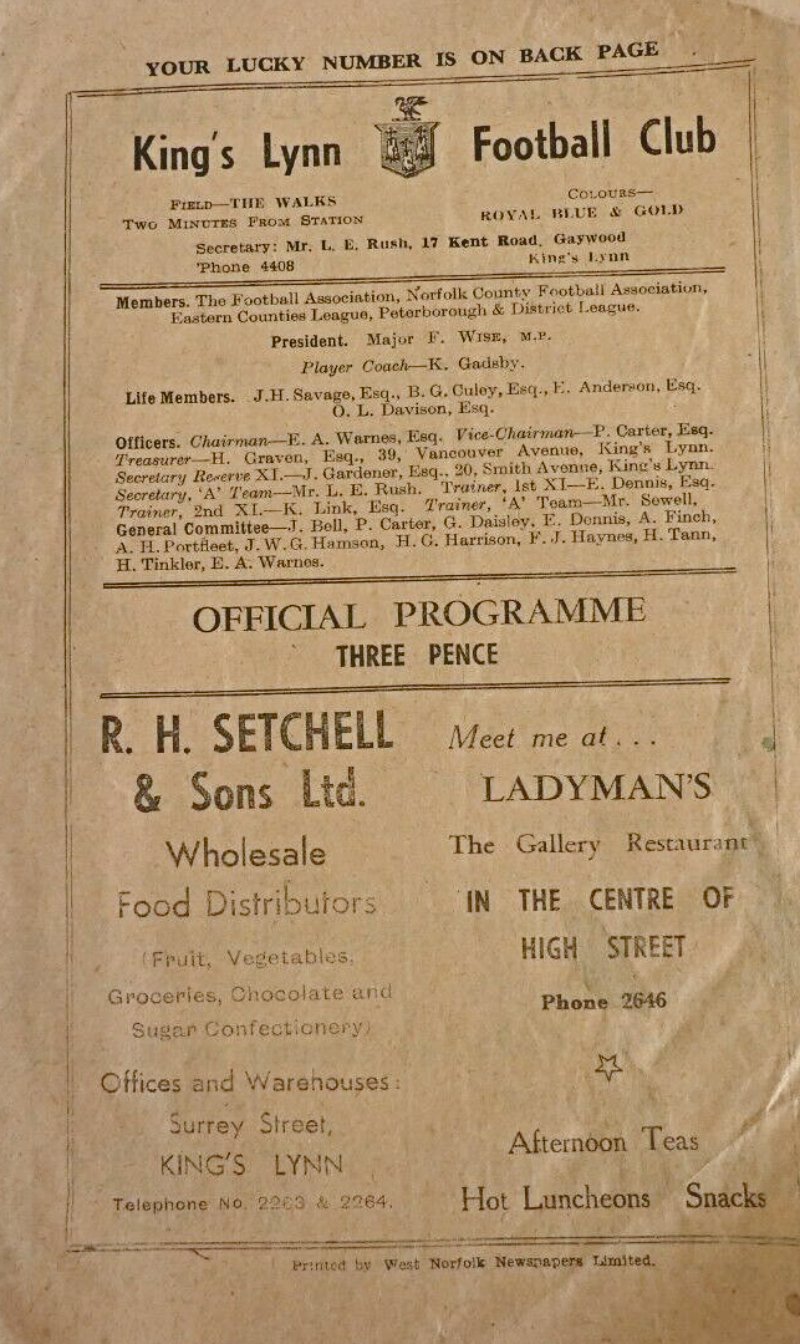 YOUR LUCKY NUMBER IS ON BACK PAGE
King's Lynn Football Club
FIELD—THE WALKS
TWO MINUTES FROM STATION
COLOURS—
ROYAL BLUE & GOLD
Secretary: Mr. L. E. Rush, 17 Kent Road, Gaywood
'Phone 4408 King's Lynn
Members. The Football Association, Norfolk County Football Association,
Eastern Counties League, Peterborough & District League.
President. Major F. WISE, M.P.
Player Coach—K. Gadsby.
Life Members. J.H. Savage, Esq., B. G. Culey, Esq., E. Anderson, Esq.
O. L. Davison, Esq.
Officers. Chairman—E. A. Warnes, Esq. Vice-Chairman—P. Carter, Esq.
Treasurer—H. Graven, Esq., 39, Vancouver Avenue, King's Lynn.
Secretary Reserve XI.—J. Gardener, Esq., 20, Smith Avenue, King's Lynn.
Secretary, 'A' Team—Mr. L. E. Rush. Trainer, 1st XI—E. Dennis, Esq.
Trainer, 2nd XI.—K. Link, Esq. Trainer, 'A' Team—Mr. Sewell,
General Committee—J. Bell, P. Carter, G. Daisley, E. Dennis, A. Finch,
A. H. Portfleet, J. W. G. Hamson, H. G. Harrison, F. J. Haynes, H. Tann,
H. Tinkler, E. A. Warnes.
OFFICIAL PROGRAMME
THREE PENCE
R. H. SETCHELL
& Sons Ltd.
Wholesale
Food Distributors
(Fruit, Vegetables,
Groceries, Chocolate and
Sugar Confectionery)
Offices and Warehouses:
Surrey Street,
KING'S LYNN
Telephone No. 2263 & 2264.
Meet me at...
LADYMAN'S
The Gallery Restaurant
IN THE CENTRE OF
HIGH STREET
Phone 2646
Afternoon Teas
Hot Luncheons Snacks
Printed by West Norfolk Newspapers Limited.